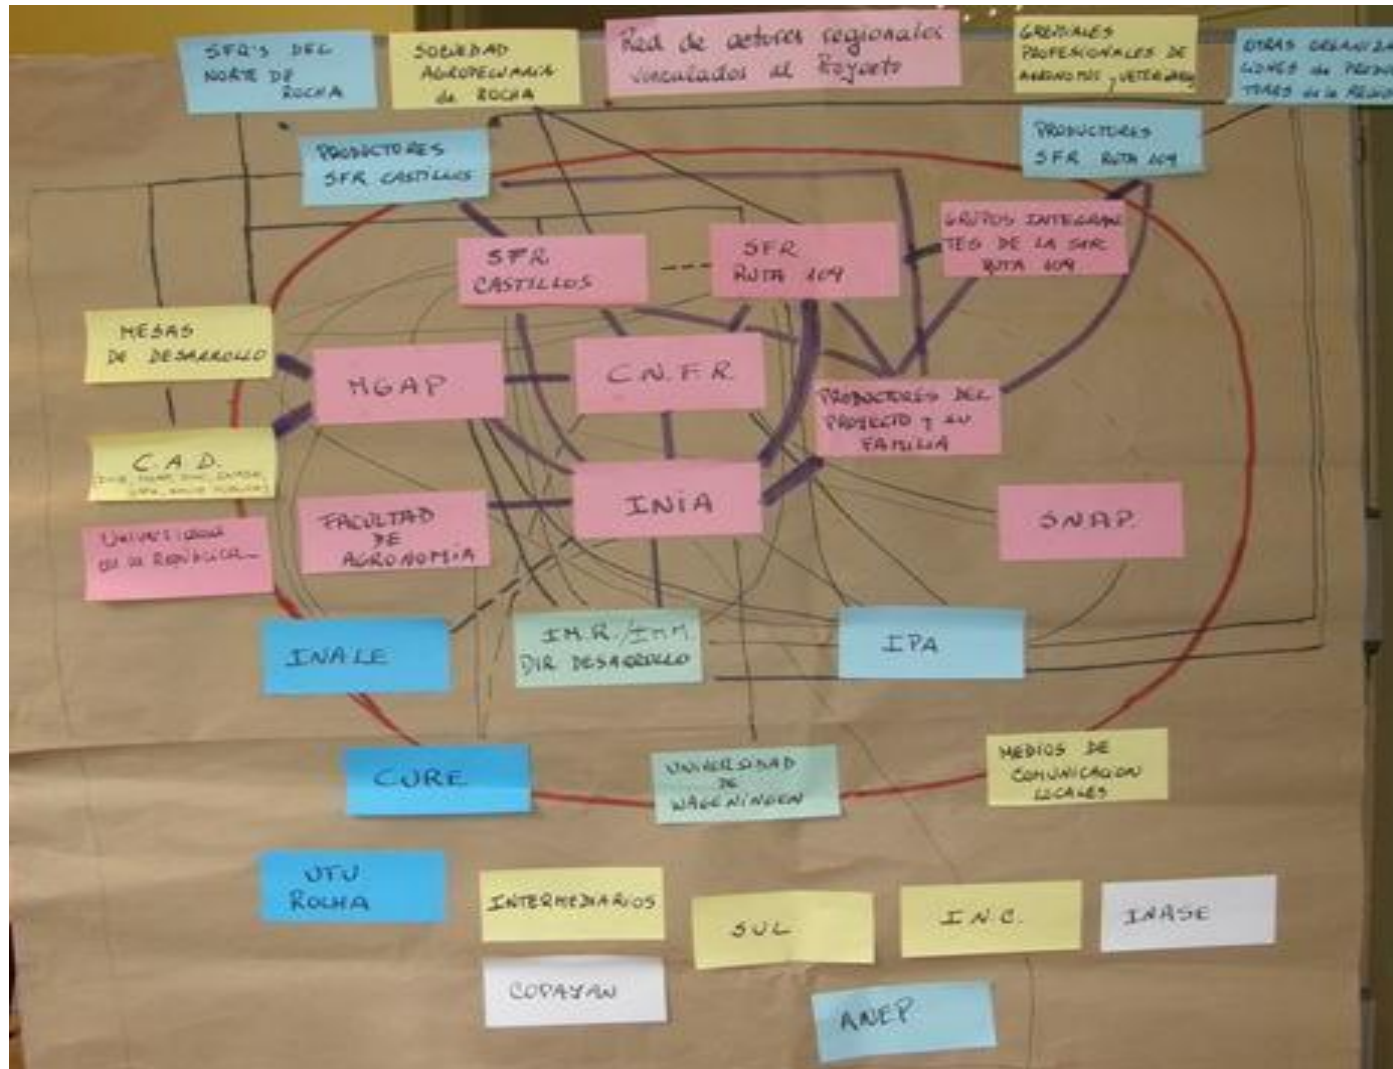 SFR'S DEL
NORTE DE
ROCHA
SOCIEDAD
AGROPECUARIA
de ROCHA
Red de actores regionales
vinculados al Proyecto
GREMIALES
PROFESIONALES DE
AGRONOMOS y VETERINARIOS
OTRAS ORGANIZA
CIONES de PRODUC
TORES de la REGION
PRODUCTORES
SFR CASTILLOS
PRODUCTORES
SFR RUTA 109
SFR
CASTILLOS
SFR
RUTA 109
GRUPOS INTEGRAN
TES DE LA SFR
RUTA 109
MESAS
DE DESARROLLO
MGAP
C.N.F.R.
PRODUCTORES DEL
PROYECTO y SU
FAMILIA
C.A.D.
Universidad
de la República
FACULTAD
DE
AGRONOMÍA
INIA
SNAP.
INALE
I.M.R./IMM
DIR DESARROLLO
IPA
CURE
UNIVERSIDAD
DE
WAGENINGEN
MEDIOS DE
COMUNICACION
LOCALES
UTU
ROCHA
INTERMEDIARIOS
SUL
I.N.C.
INASE
COPAYAN
ANEP